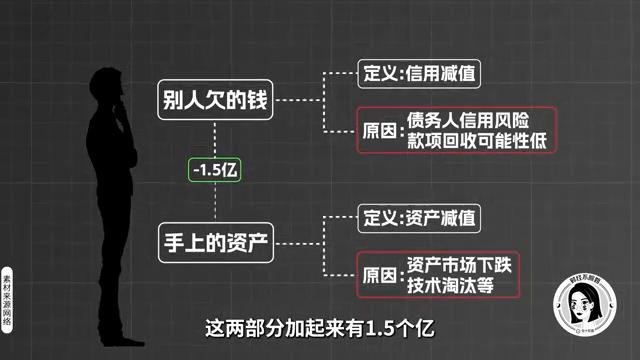 别人欠的钱
定义:信用减值
原因:债务人信用风险
款项回收可能性低
-1.5亿
手上的资产
定义:资产减值
原因:资产市场下跌
技术淘汰等
素材来源网络
这两部分加起来有1.5个亿